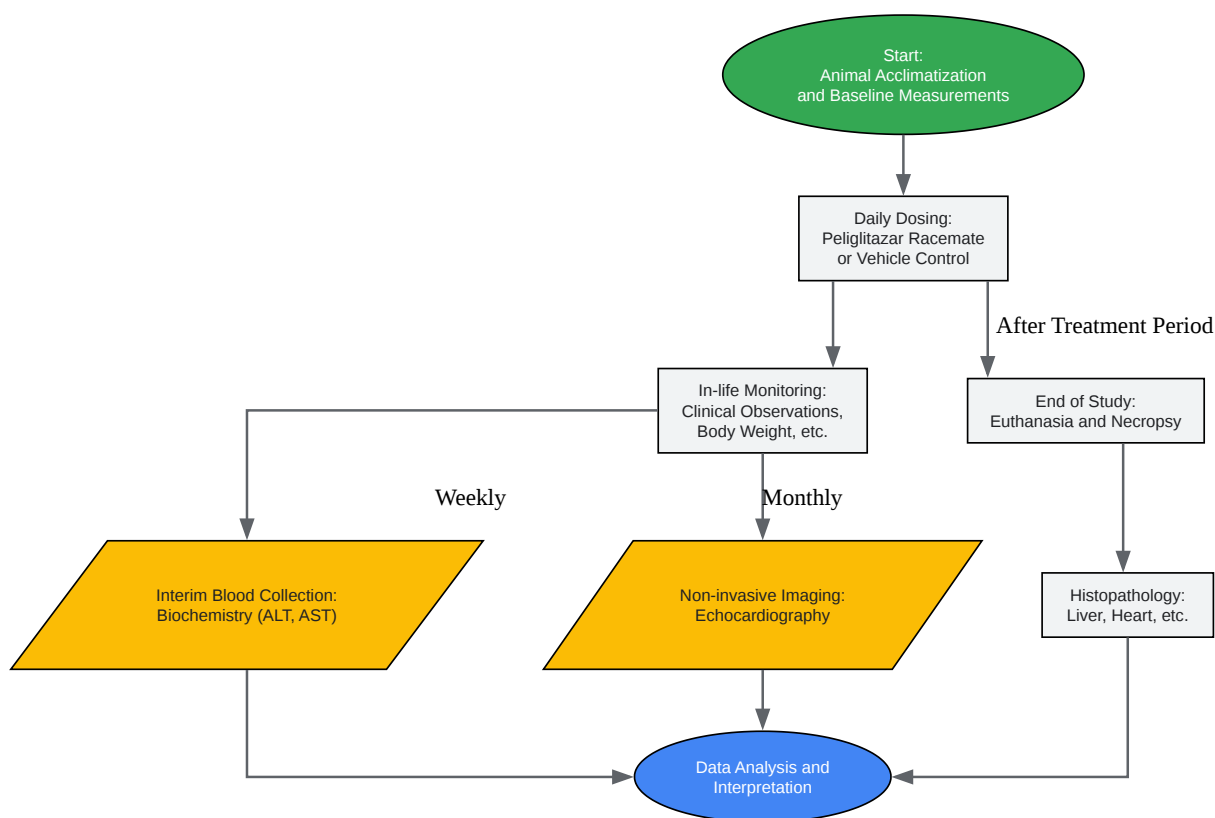 Start:
Animal Acclimatization
and Baseline Measurements
Daily Dosing:
Peliglitazar Racemate
or Vehicle Control
After Treatment Period
In-life Monitoring:
Clinical Observations,
Body Weight, etc.
End of Study:
Euthanasia and Necropsy
Weekly
Monthly
Interim Blood Collection:
Biochemistry (ALT, AST)
Non-invasive Imaging:
Echocardiography
Histopathology:
Liver, Heart, etc.
Data Analysis and
Interpretation